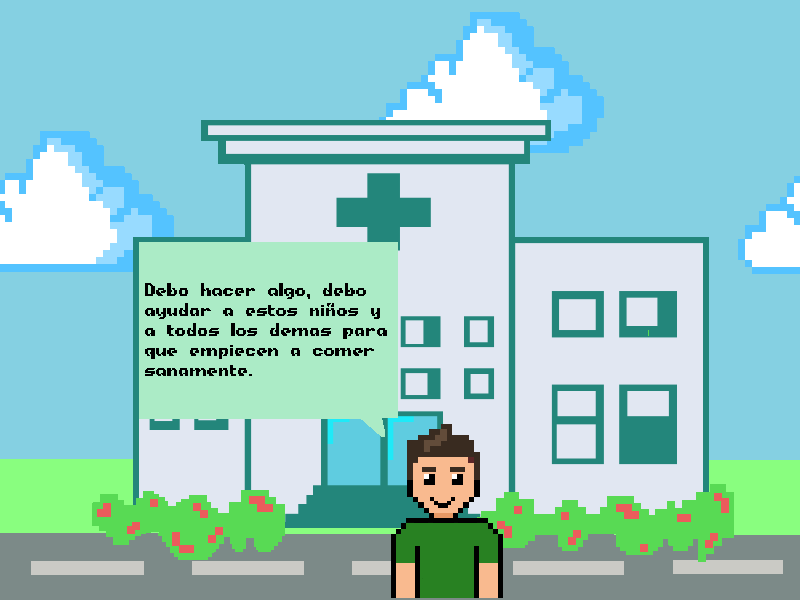 Debo hacer algo, debo
ayudar a estos niños y
a todos los demas para
que empiecen a comer
sanamente.